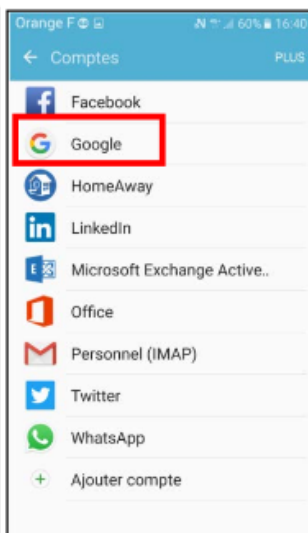 Orange F 60% 16:40
Comptes PLUS
Facebook
Google
HomeAway
LinkedIn
Microsoft Exchange Active..
Office
Personnel (IMAP)
Twitter
WhatsApp
Ajouter compte